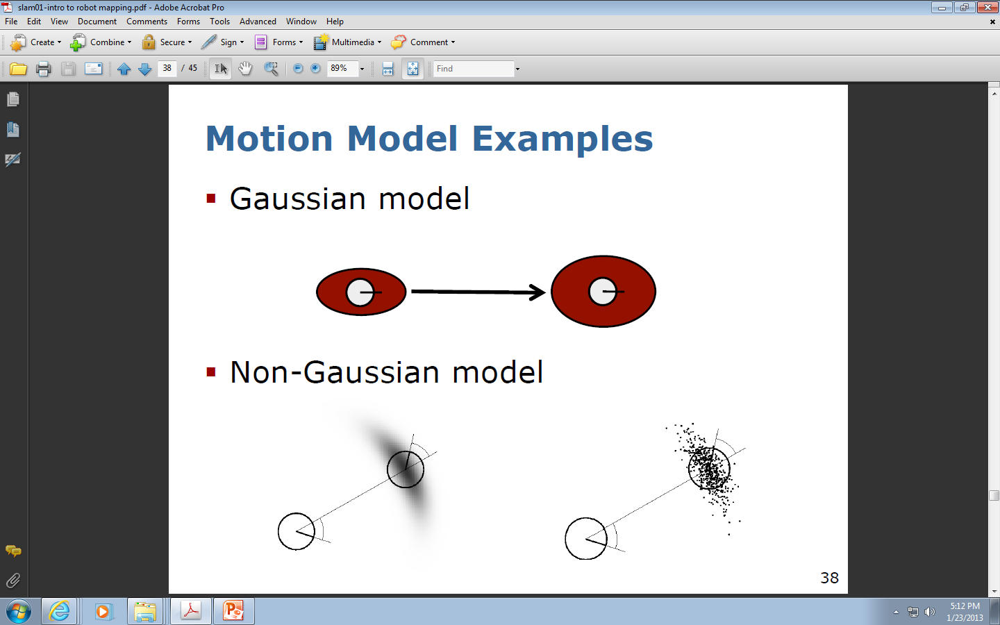 slam01-intro to robot mapping.pdf - Adobe Acrobat Pro
File Edit View Document Comments Forms Tools Advanced Window Help
Create Combine Secure Sign Forms Multimedia Comment
38 / 45 89% Find
Motion Model Examples
Gaussian model
Non-Gaussian model
38
5:12 PM
1/23/2013